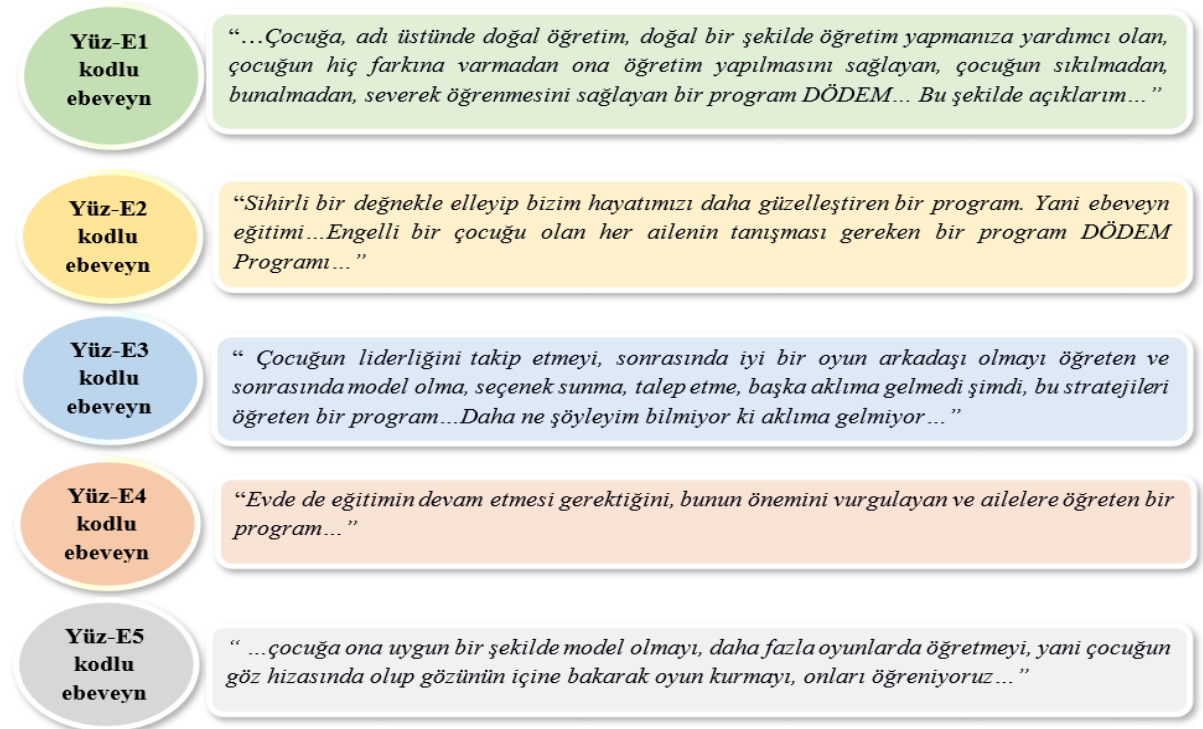 Yüz-E1
kodlu
ebeveyn
“…Çocuğa, adı üstünde doğal öğretim, doğal bir şekilde öğretim yapmanıza yardımcı olan,
çocuğun hiç farkına varmadan ona öğretim yapılmasını sağlayan, çocuğun sıkılmadan,
bunalmadan, severek öğrenmesini sağlayan bir program DÖDEM… Bu şekilde açıklarım…”
Yüz-E2
kodlu
ebeveyn
“Sihirli bir değnekle elleyip bizim hayatımızı daha güzelleştiren bir program. Yani ebeveyn
eğitimi…Engelli bir çocuğu olan her ailenin tanışması gereken bir program DÖDEM
Programı…”
Yüz-E3
kodlu
ebeveyn
“ Çocuğun liderliğini takip etmeyi, sonrasında iyi bir oyun arkadaşı olmayı öğreten ve
sonrasında model olma, seçenek sunma, talep etme, başka aklıma gelmedi şimdi, bu stratejileri
öğreten bir program…Daha ne şöyleyim bilmiyor ki aklıma gelmiyor…”
Yüz-E4
kodlu
ebeveyn
“Evde de eğitimin devam etmesi gerektiğini, bunun önemini vurgulayan ve ailelere öğreten bir
program…”
Yüz-E5
kodlu
ebeveyn
“ …çocuğa ona uygun bir şekilde model olmayı, daha fazla oyunlarda öğretmeyi, yani çocuğun
göz hizasında olup gözünün içine bakarak oyun kurmayı, onları öğreniyoruz…”